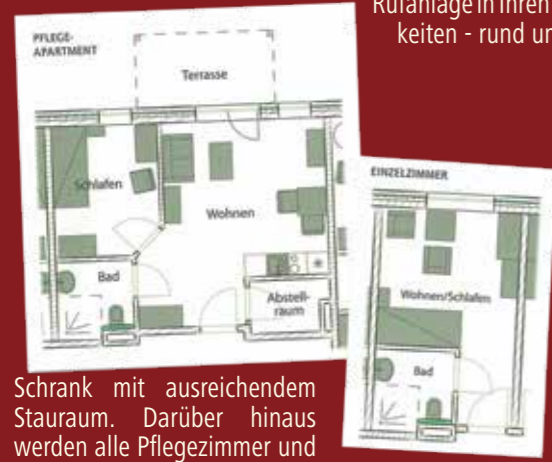 Rufanlage in Ihren
keiten - rund
PFLEGE-
APARTMENT
Terrasse
Schlafen
Wohnen
Bad
Abstell-
raum
EINZELZIMMER
Wohnen/Schlafen
Bad
Schrank mit ausreichendem
Stauraum. Darüber hinaus
werden alle Pflegezimmer und